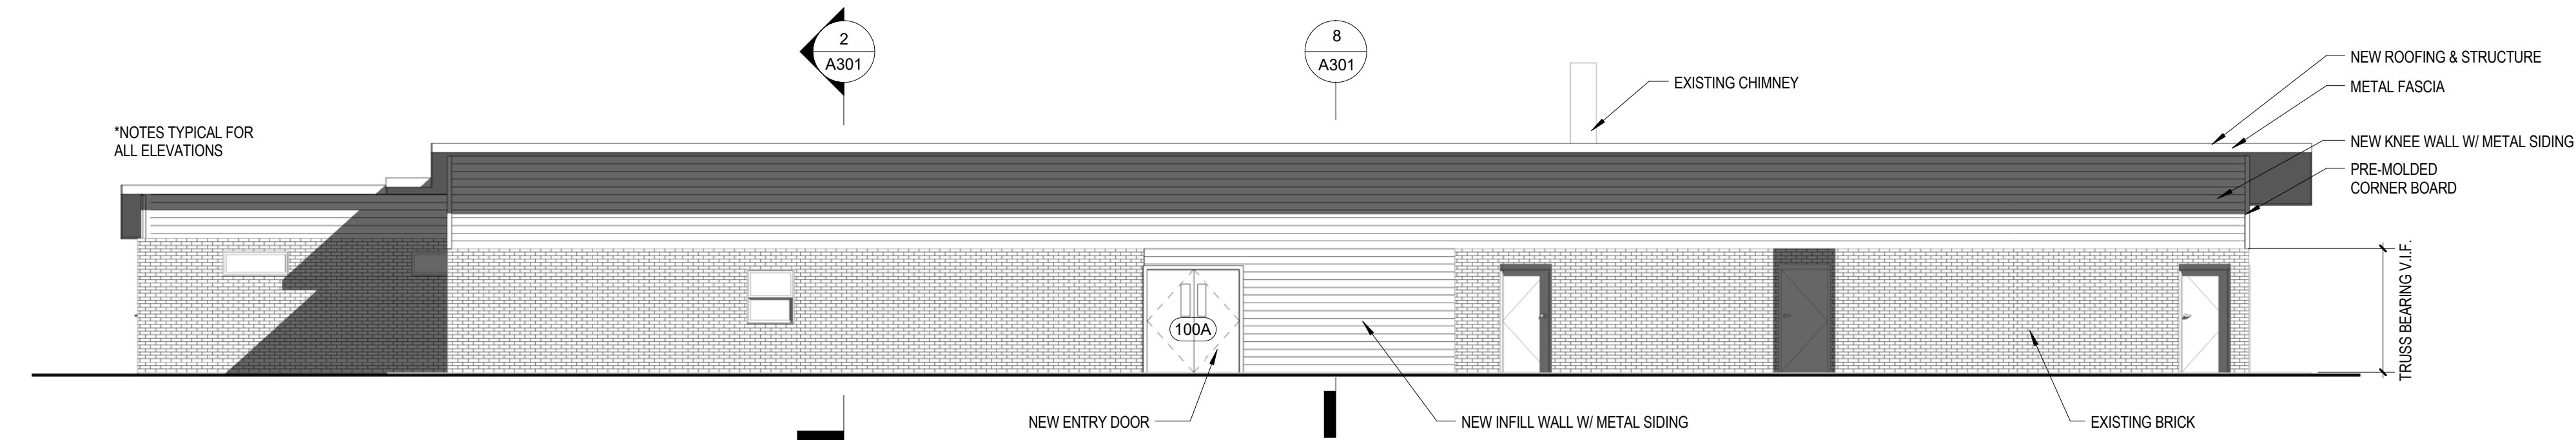 2
A301
8
A301
NEW ROOFING & STRUCTURE
EXISTING CHIMNEY
METAL FASCIA
*NOTES TYPICAL FOR
ALL ELEVATIONS
NEW KNEE WALL W/ METAL SIDING
PRE-MOLDED
CORNER BOARD
TRUSS BEARING V.I.F.
100A
NEW ENTRY DOOR
NEW INFILL WALL W/ METAL SIDING
EXISTING BRICK